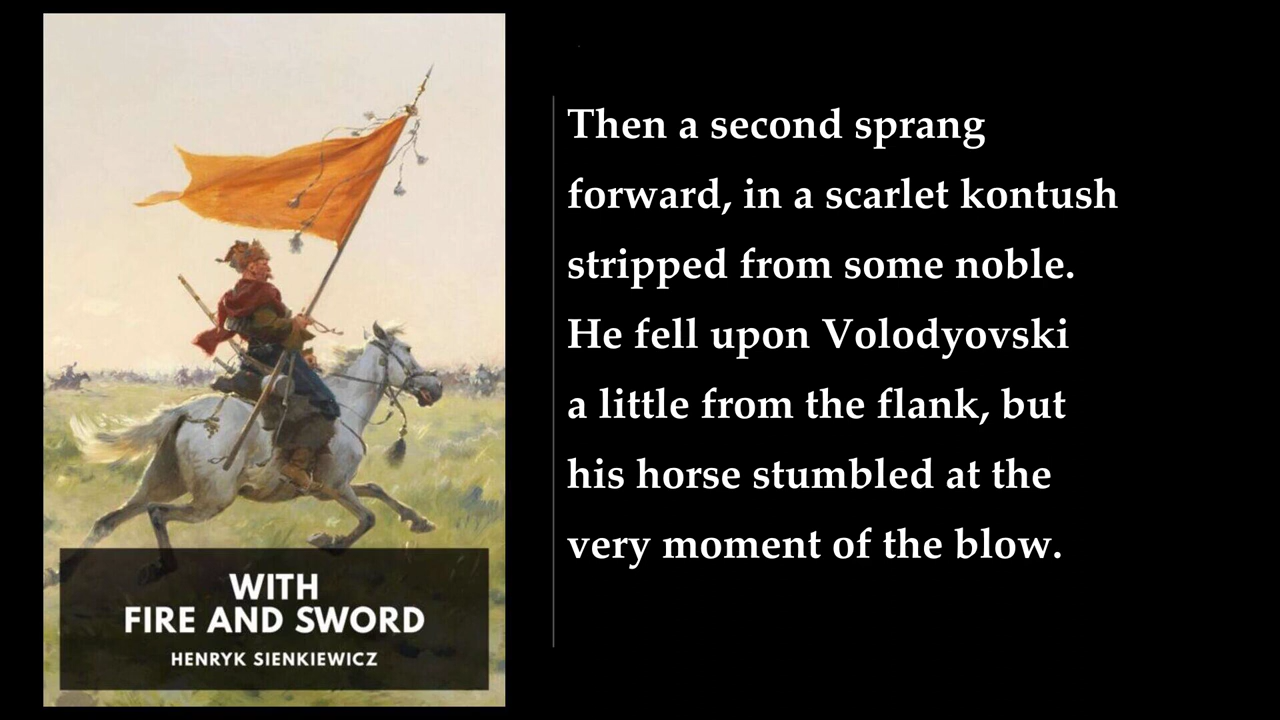 WITH
FIRE AND SWORD
HENRYK SIENKIEWICZ
Then a second sprang
forward, in a scarlet kontush
stripped from some noble.
He fell upon Volodyovski
a little from the flank, but
his horse stumbled at the
very moment of the blow.